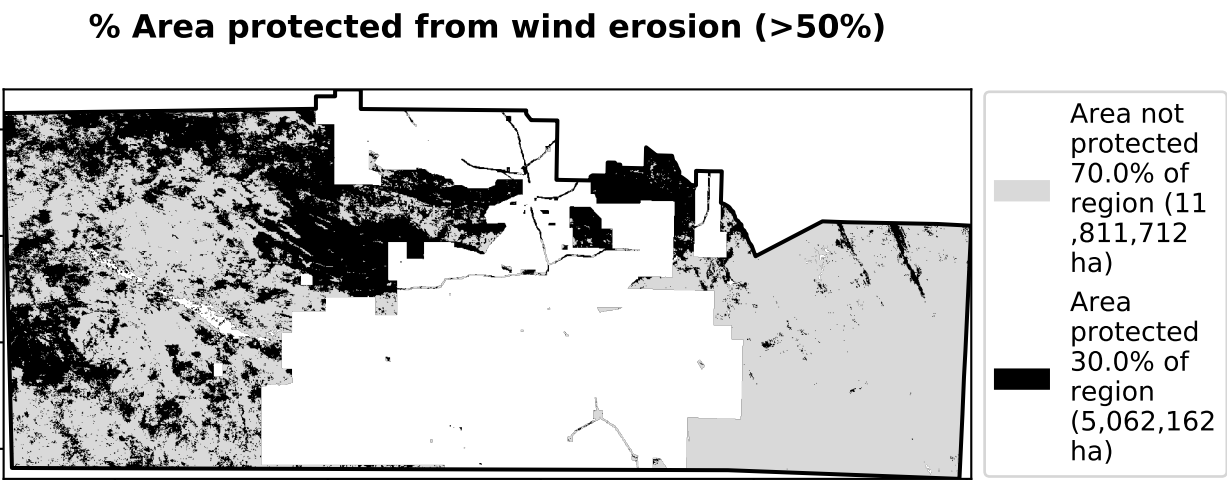 % Area protected from wind erosion (>50%)
Area not
protected
70.0% of
region (11
,811,712
ha)
Area
protected
30.0% of
region
(5,062,162
ha)